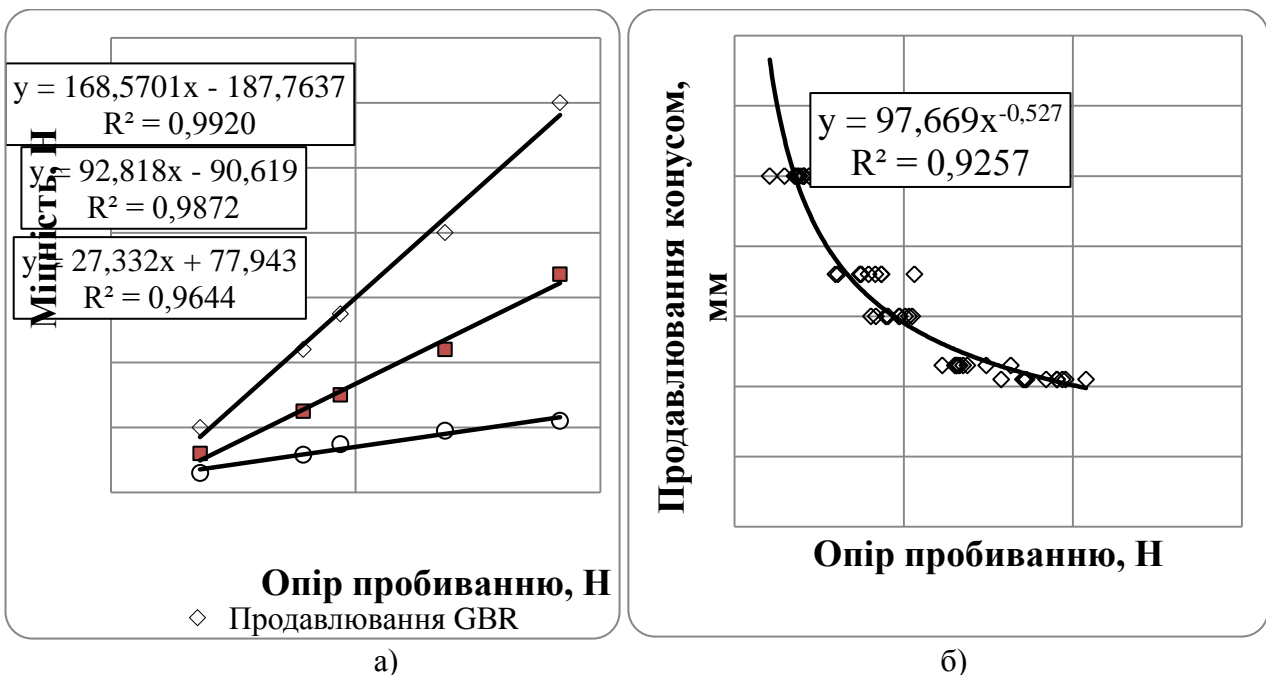 y = 168,5701x - 187,7637
R² = 0,9920
y = 92,818x - 90,619
R² = 0,9872
y = 27,332x + 77,943
R² = 0,9644
Міцність, Н
Опір пробиванню, Н
◇ Продавлювання GBR
а)
y = 97,669x⁻⁰,⁵²⁷
R² = 0,9257
Продавлювання конусом,
мм
Опір пробиванню, Н
б)